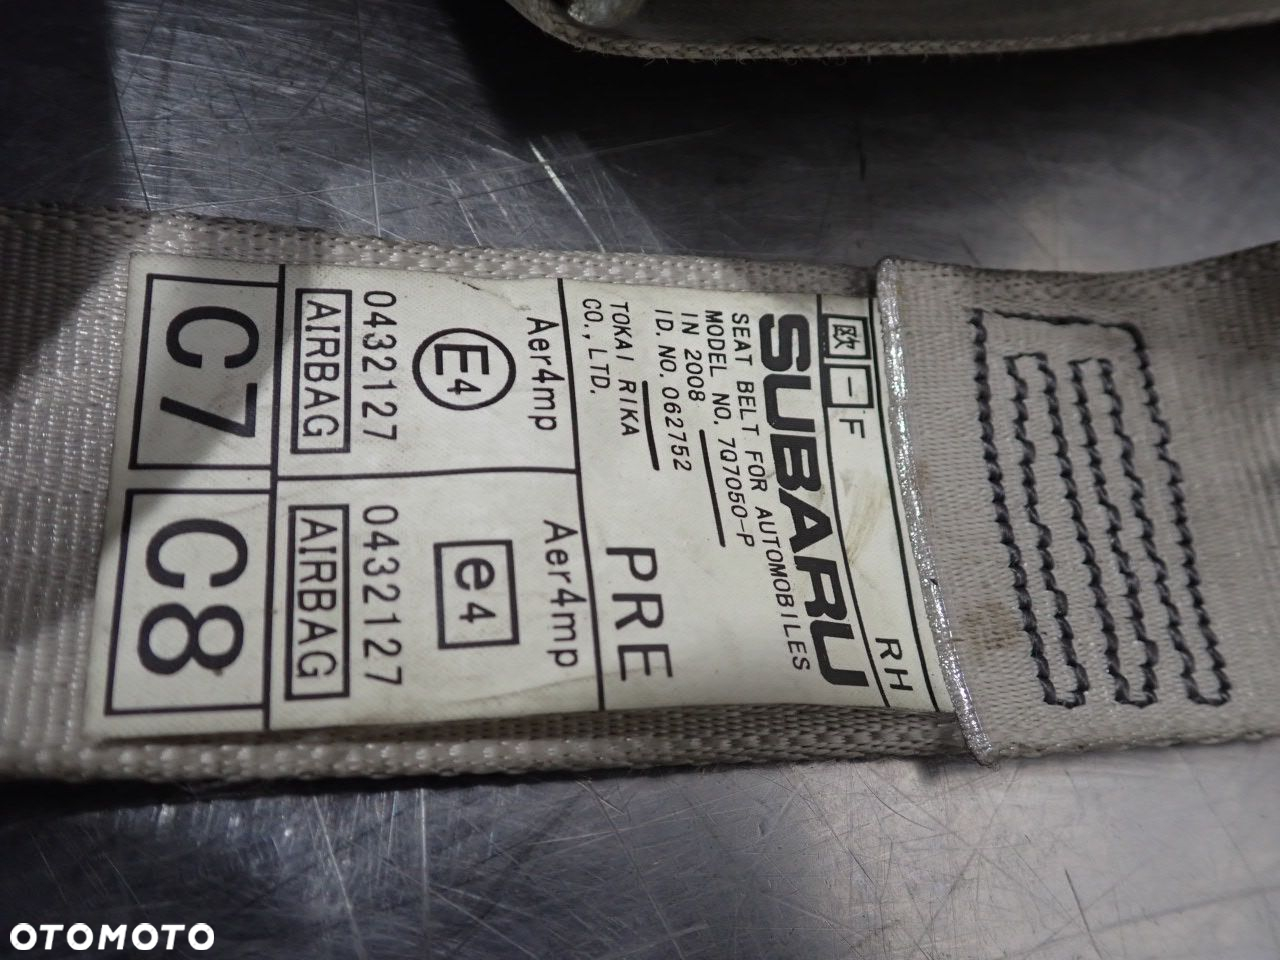 欧 - F RH
SUBARU
SEAT BELT FOR AUTOMOBILES
MODEL NO. 7Q7050-P
IN 2008
ID. NO. 062752
TOKAI RIKA
CO., LTD.
PRE
Aer4mp
E4
0432127
AIRBAG
C7
Aer4mp
e4
0432127
AIRBAG
C8
OTOMOTO